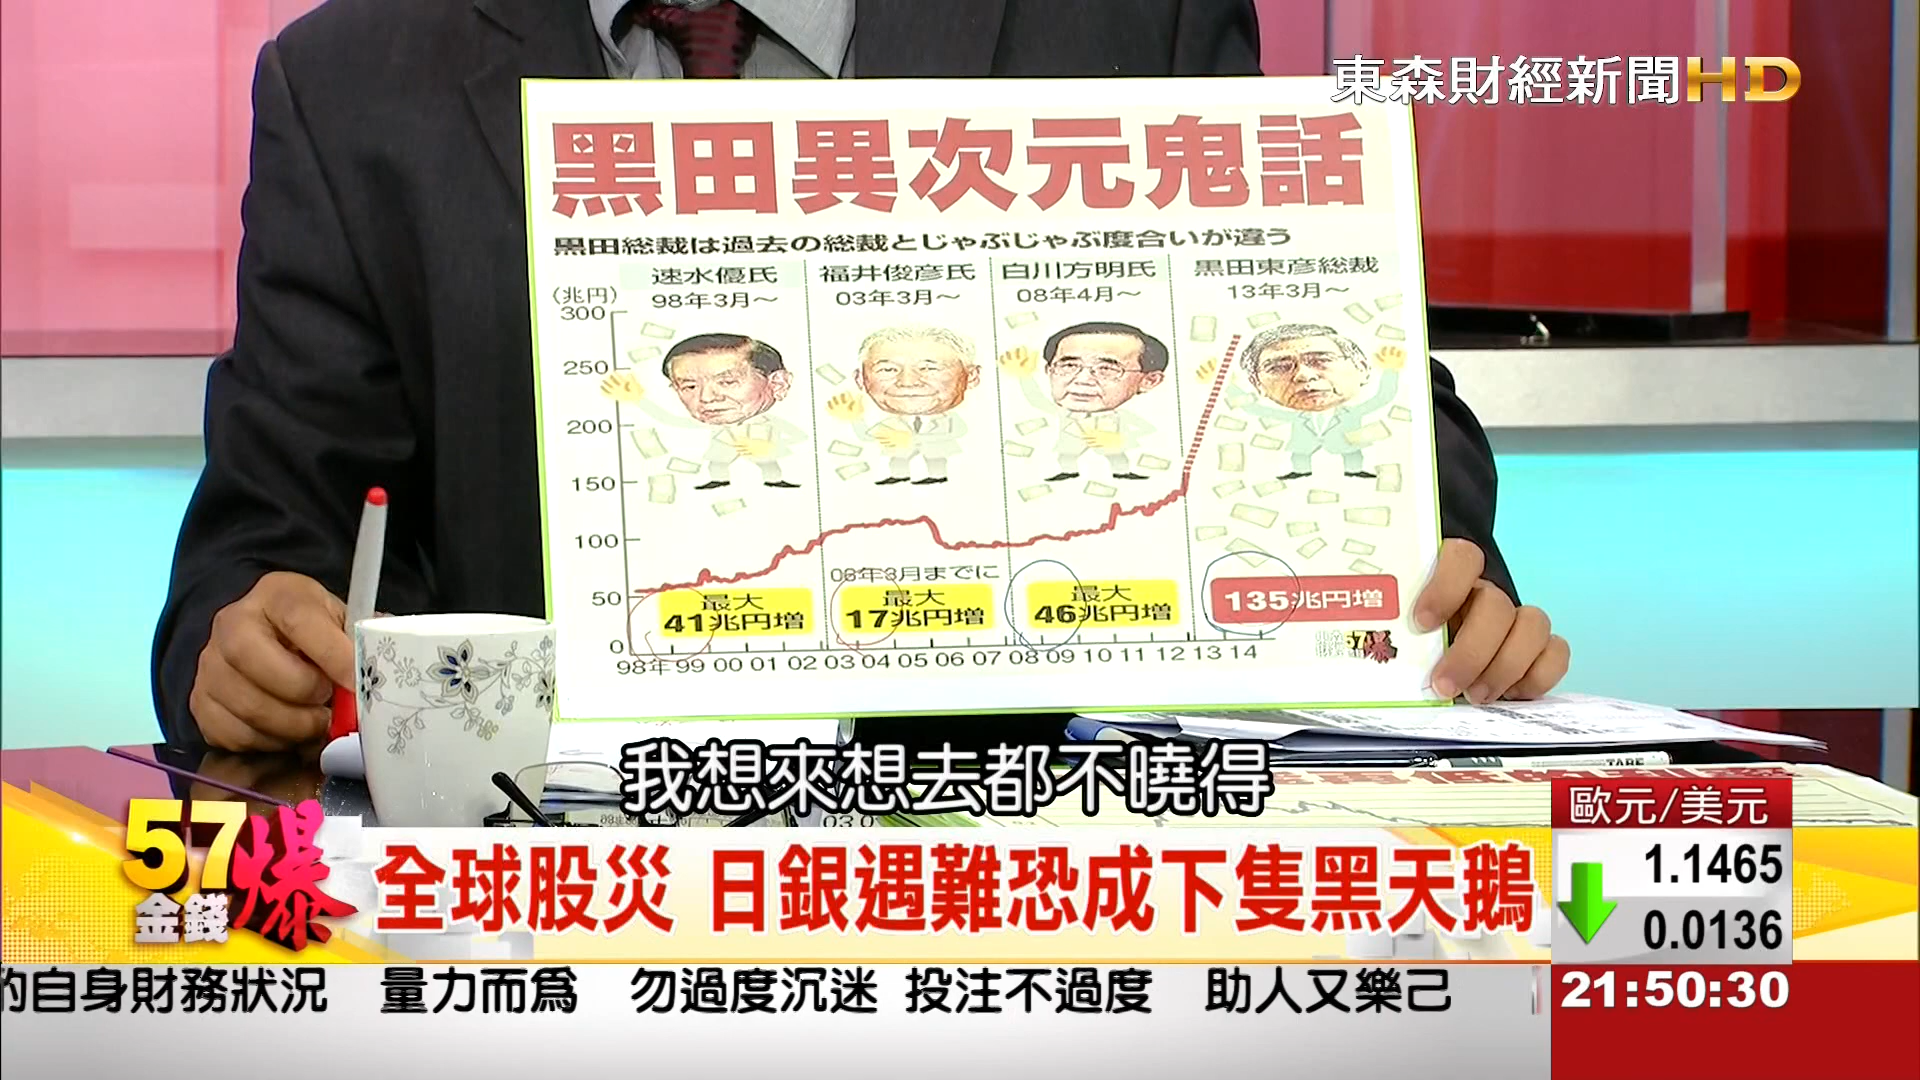 東森財經新聞HD
黑田異次元鬼話
黒田総裁は過去の総裁とじゃぶじゃぶ度合いが違う
速水優氏 福井俊彦氏 白川方明氏 黒田東彦総裁
98年3月～ 03年3月～ 08年4月～ 13年3月～
(兆円)
300
250
200
150
100
50
0
06年3月までに
最大 最大 最大
41兆円増 17兆円増 46兆円増 135兆円増
57爆
98年 99 00 01 02 03 04 05 06 07 08 09 10 11 12 13 14
我想來想去都不曉得
歐元/美元
1.1465
0.0136
57金錢爆
全球股災 日銀遇難恐成下隻黑天鵝
的自身財務狀況 量力而為 勿過度沉迷 投注不過度 助人又樂己
21:50:30